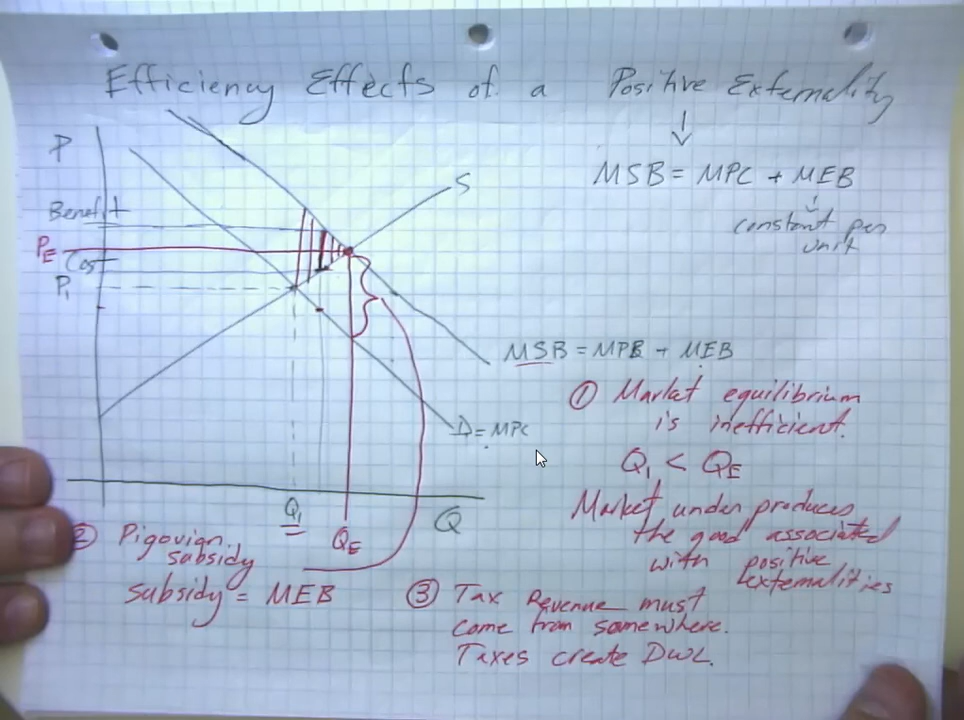 Efficiency Effects of a Positive Externality
MSB = MPC + MEB
constant per
unit
P
S
Benefit
PE
Cost
P1
MSB = MPB + MEB
D = MPC
① Market equilibrium
is inefficient.
Q1 < QE
Market under produces
the good associated
with positive
externalities
Q1
QE
Q
② Pigovian
subsidy
subsidy = MEB
③ Tax Revenue must
come from somewhere.
Taxes create DWL.